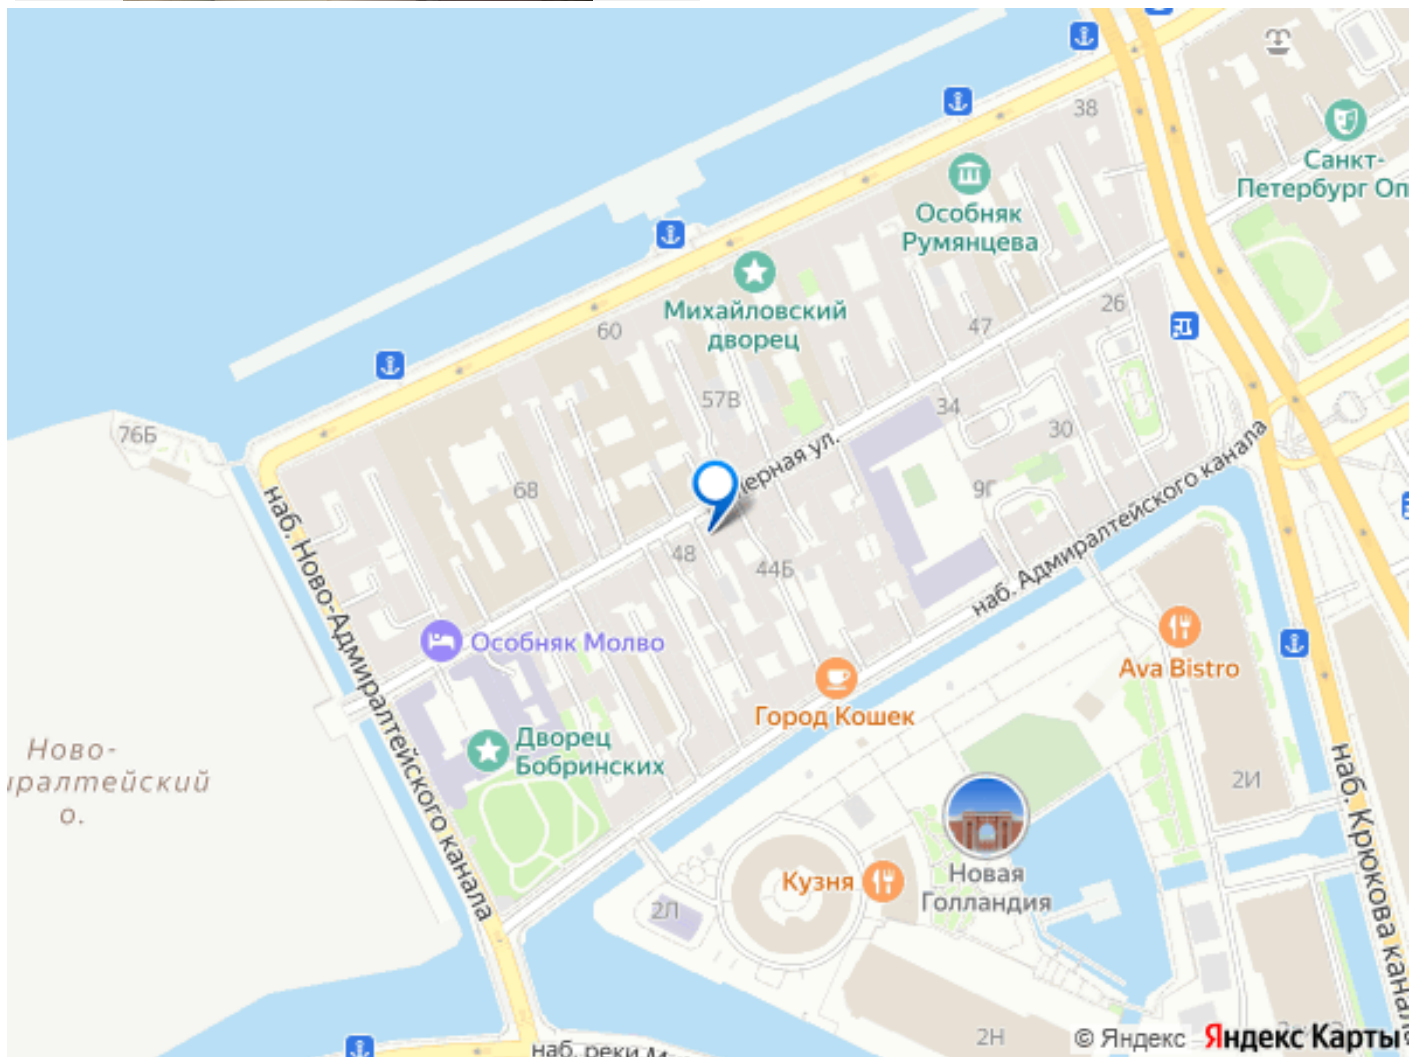 38
Санкт-
Петербург Оп
Особняк
Румянцева
Михайловский
дворец
60
47
26
57В
34
30
76Б
ерная ул.
68
9Г
48
44Б
наб. Адмиралтейского канала
наб. Ново-Адмиралтейского канала
Особняк Молво
Ava Bistro
Город Кошек
Дворец
Бобринских
Ново-
иралтейский
о.
2И
наб. Крюкова канала
Кузня
Новая
Голландия
2Л
2Н
© Яндекс Яндекс Карты
наб. реки М